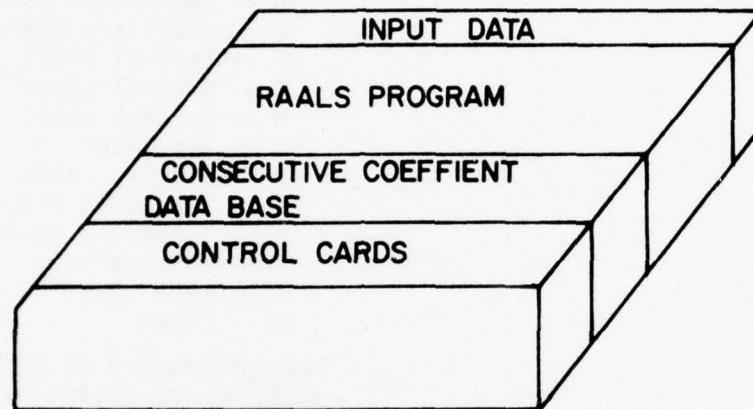 INPUT DATA
RAALS PROGRAM
CONSECUTIVE COEFFIENT
DATA BASE
CONTROL CARDS